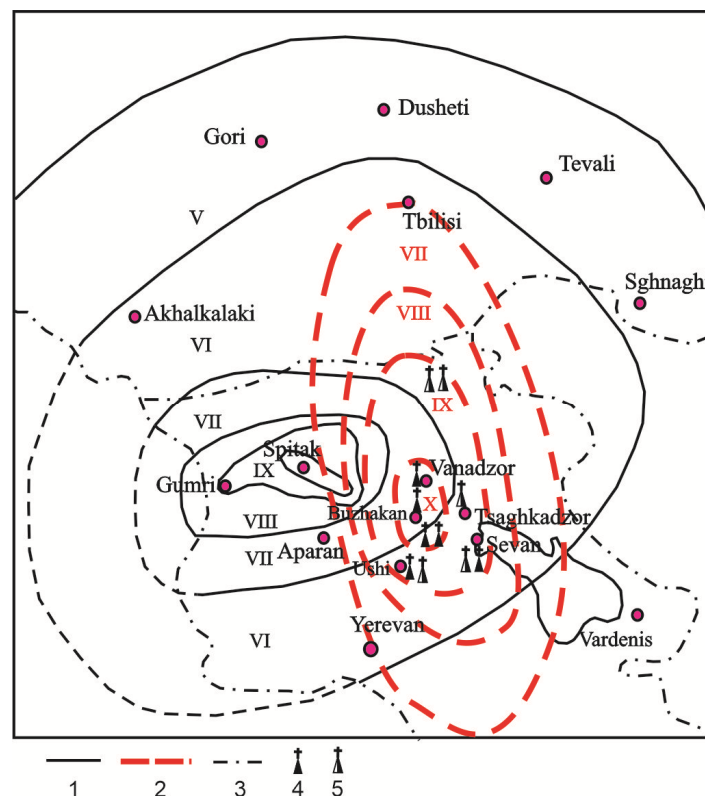 Dusheti
Gori
Tevali
V
Tbilisi
VII
Sghnaghi
VIII
Akhalkalaki
VI
IX
VII
Spitak
IX
Vanadzor
Gumri
X
Buzhakan
Tsaghkadzor
VIII
Aparan
Sevan
VII
Ushi
Yerevan
VI
Vardenis
1 2 3 4 5